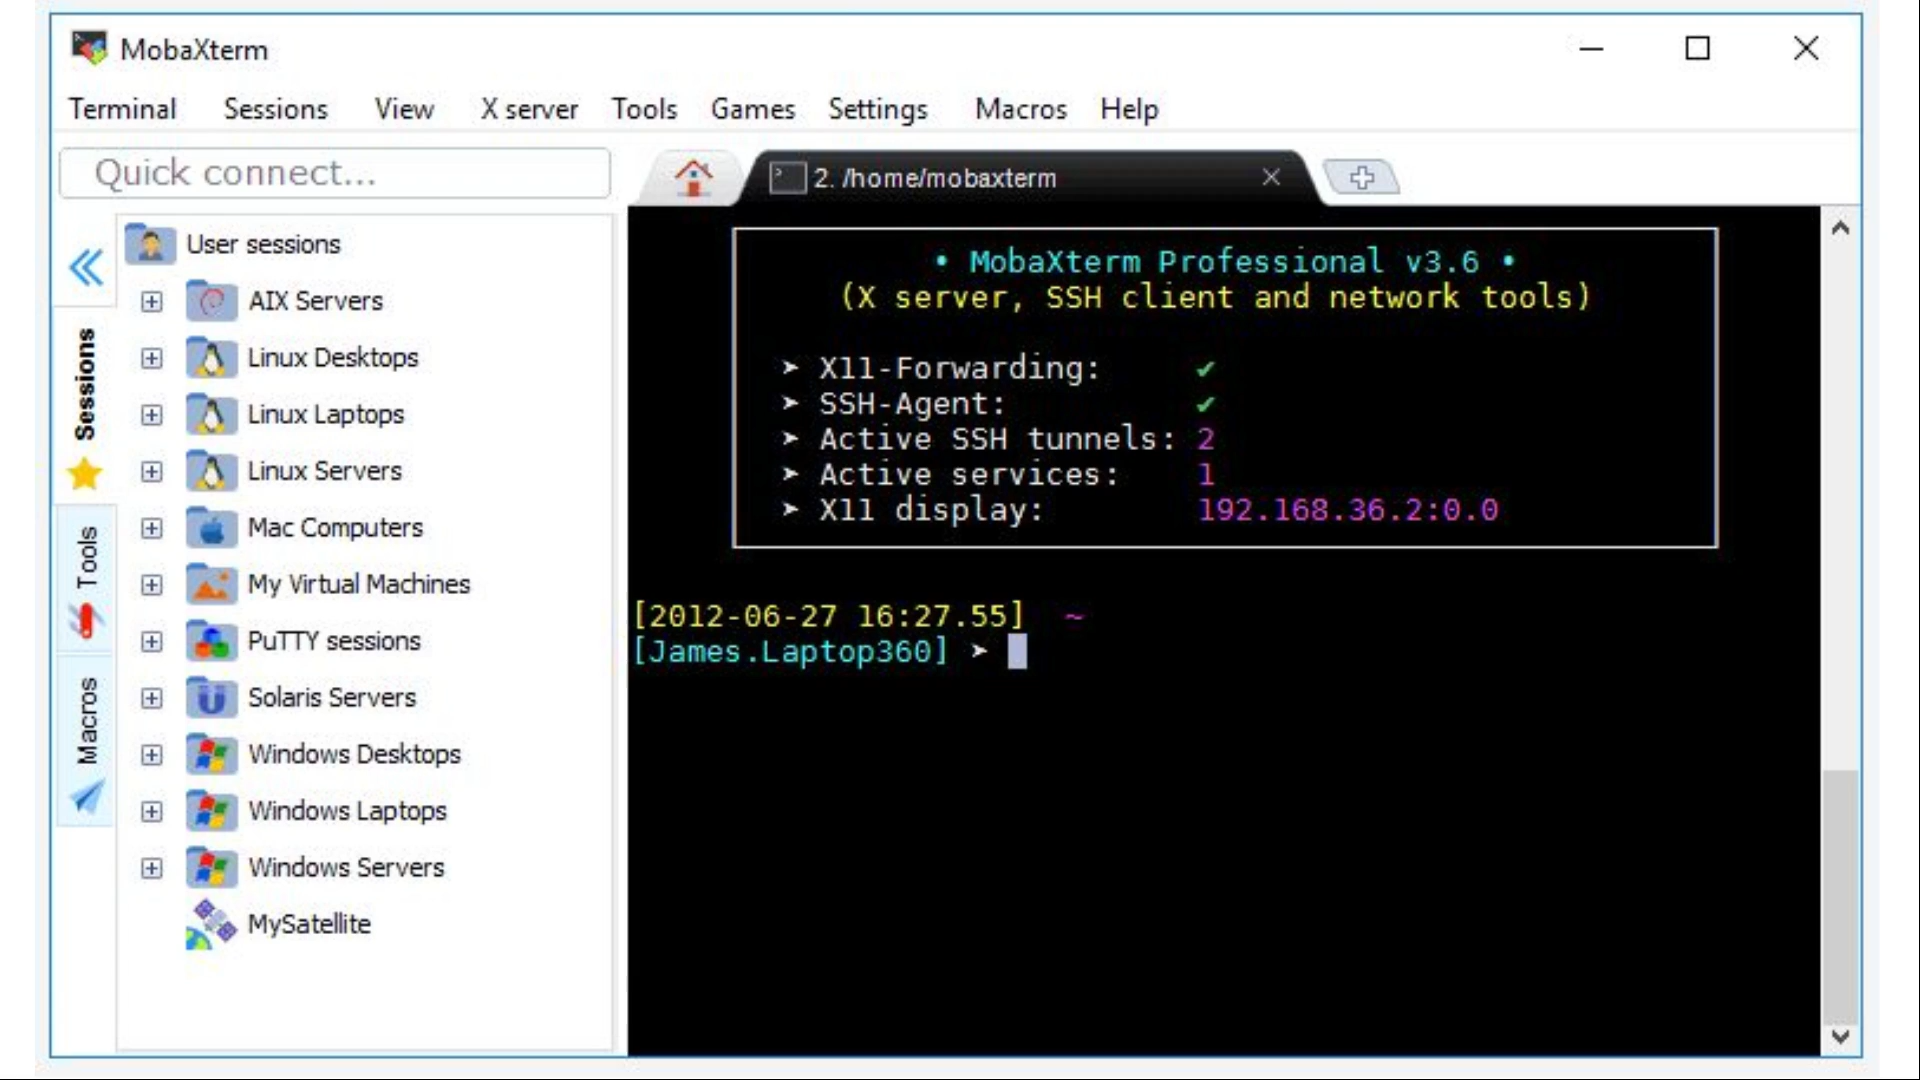 MobaXterm
Terminal Sessions View X server Tools Games Settings Macros Help
Quick connect...
2. /home/mobaxterm
Sessions
Tools
Macros
User sessions
AIX Servers
Linux Desktops
Linux Laptops
Linux Servers
Mac Computers
My Virtual Machines
PuTTY sessions
Solaris Servers
Windows Desktops
Windows Laptops
Windows Servers
MySatellite
• MobaXterm Professional v3.6 •
(X server, SSH client and network tools)
➤ X11-Forwarding: ✔
➤ SSH-Agent: ✔
➤ Active SSH tunnels: 2
➤ Active services: 1
➤ X11 display: 192.168.36.2:0.0
[2012-06-27 16:27.55] ~
[James.Laptop360] ➤